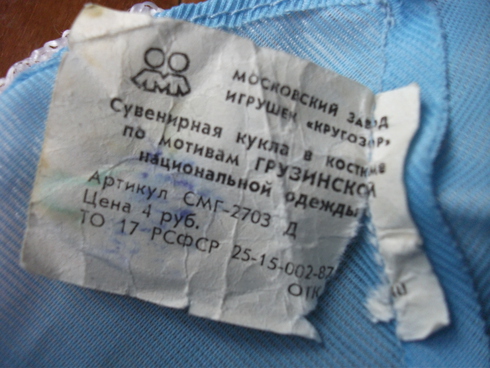 МОСКОВСКИЙ ЗАВОД
ИГРУШЕК «КРУГОЗОР»
Сувенирная кукла в костюме
по мотивам ГРУЗИНСКОЙ
национальной одежды
Артикул СМГ-2703 Д
Цена 4 руб.
ТО 17 РСФСР 25-15-002-87
ОТК